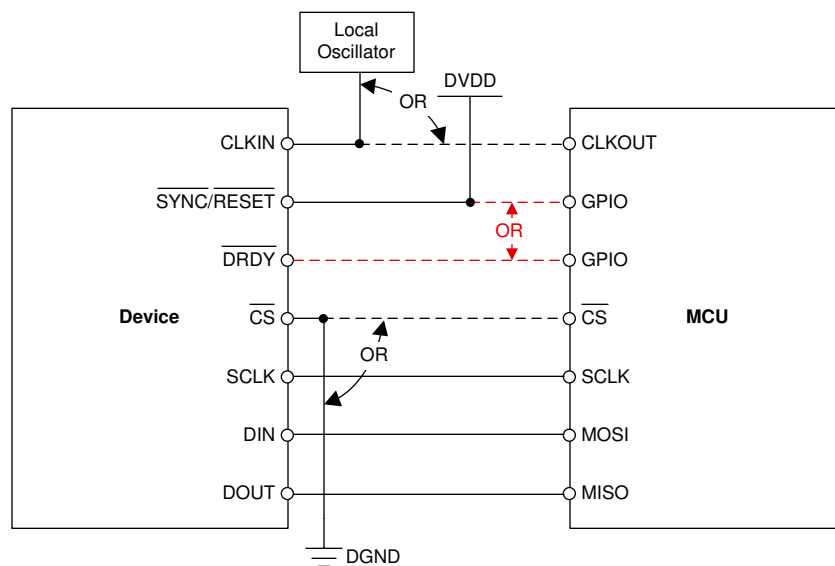 Local
Oscillator
OR
DVDD
CLKIN
CLKOUT
SYNC/RESET
GPIO
OR
DRDY
GPIO
Device
CS
CS
MCU
OR
SCLK
SCLK
DIN
MOSI
DOUT
MISO
DGND